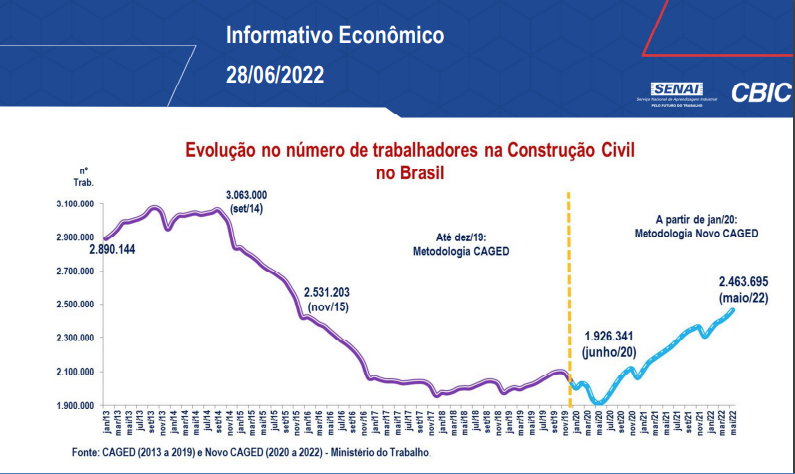 Informativo Econômico
28/06/2022
SENAI
Serviço Nacional de Aprendizagem Industrial
PELO FUTURO DO TRABALHO
CBIC
Evolução no número de trabalhadores na Construção Civil
no Brasil
nº
Trab.
3.100.000
2.900.000
2.700.000
2.500.000
2.300.000
2.100.000
1.900.000
2.890.144
3.063.000
(set/14)
2.531.203
(nov/15)
Até dez/19:
Metodologia CAGED
A partir de jan/20:
Metodologia Novo CAGED
1.926.341
(junho/20)
2.463.695
(maio/22)
jan/13
mar/13
mai/13
jul/13
set/13
nov/13
jan/14
mar/14
mai/14
jul/14
set/14
nov/14
jan/15
mar/15
mai/15
jul/15
set/15
nov/15
jan/16
mar/16
mai/16
jul/16
set/16
nov/16
jan/17
mar/17
mai/17
jul/17
set/17
nov/17
jan/18
mar/18
mai/18
jul/18
set/18
nov/18
jan/19
mar/19
mai/19
jul/19
set/19
nov/19
jan/20
mar/20
mai/20
jul/20
set/20
nov/20
jan/21
mar/21
mai/21
jul/21
set/21
nov/21
jan/22
mar/22
mai/22
Fonte: CAGED (2013 a 2019) e Novo CAGED (2020 a 2022) - Ministério do Trabalho.